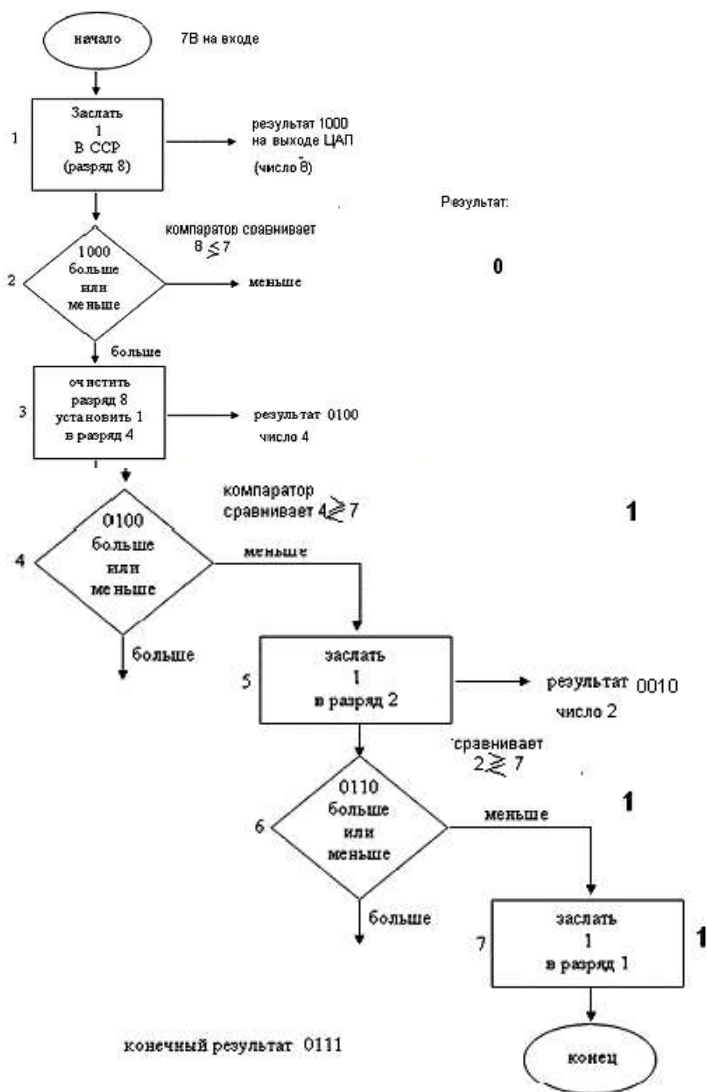 начало
7В на входе
1
Заслать
1
В ССР
(разряд 8)
результат 1000
на выходе ЦАП
(число 8)
Результат:
компаратор сравнивает
8 ≶ 7
2
1000
больше
или
меньше
меньше
0
больше
3
очистить
разряд 8
установить 1
в разряд 4
результат 0100
число 4
компаратор
сравнивает 4 ≷ 7
1
4
0100
больше
или
меньше
меньше
больше
5
заслать
1
в разряд 2
результат 0010
число 2
сравнивает
2 ≷ 7
6
0110
больше
или
меньше
меньше
1
больше
7
заслать
1
в разряд 1
1
конечный результат 0111
конец